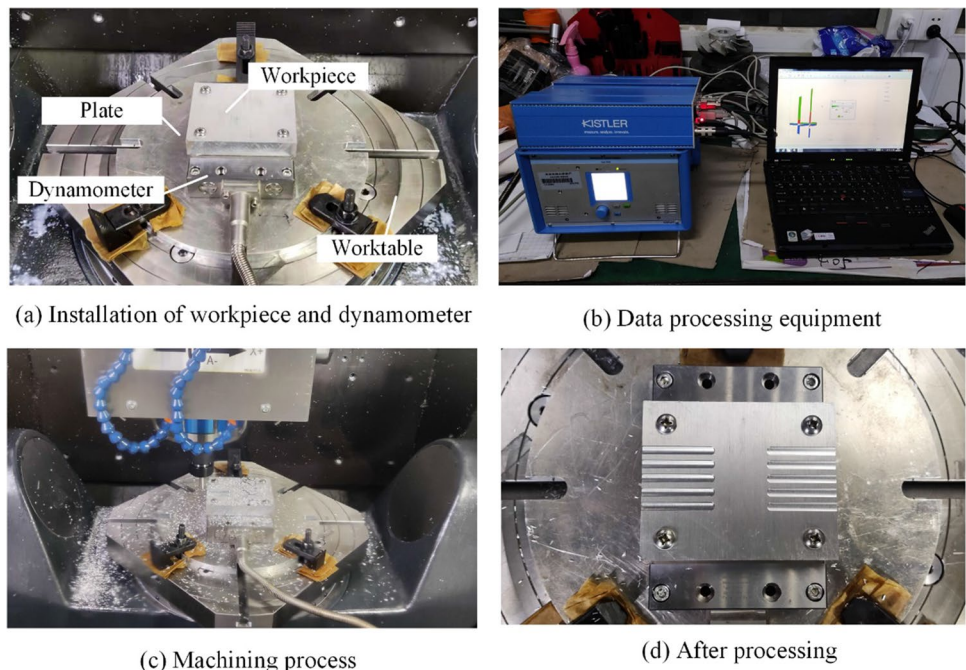 Workpiece
Plate
Dynamometer
Worktable
(a) Installation of workpiece and dynamometer
KISTLER
(b) Data processing equipment
A-
X+
(c) Machining process
(d) After processing